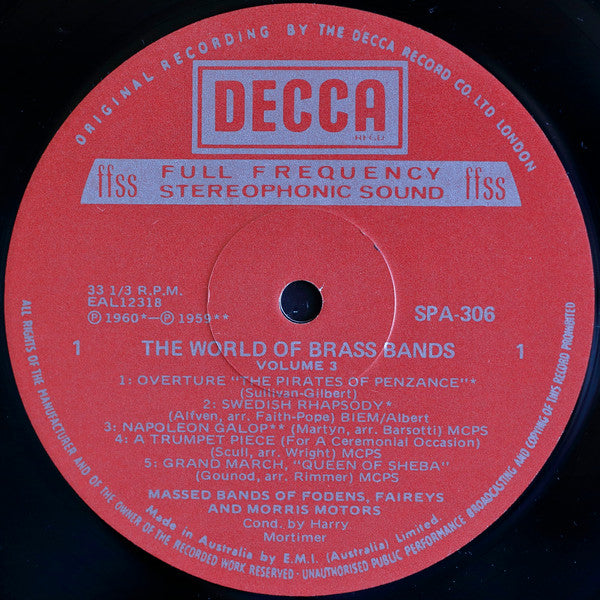 ORIGINAL RECORDING BY THE DECCA RECORD CO. LTD LONDON
DECCA
REGD
ffss FULL FREQUENCY ffss
STEREOPHONIC SOUND
33 1/3 R.P.M.
EAL12318
Ⓟ 1960*—Ⓟ 1959**
SPA-306
1 THE WORLD OF BRASS BANDS 1
VOLUME 3
1: OVERTURE "THE PIRATES OF PENZANCE"*
(Sullivan-Gilbert)
2: SWEDISH RHAPSODY*
(Alfven, arr. Faith-Pope) BIEM/Albert
3: NAPOLEON GALOP** (Martyn, arr. Barsotti) MCPS
4: A TRUMPET PIECE (For A Ceremonial Occasion)
(Scull, arr. Wright) MCPS
5: GRAND MARCH, "QUEEN OF SHEBA"
(Gounod, arr. Rimmer) MCPS
MASSED BANDS OF FODENS, FAIREYS
AND MORRIS MOTORS
Cond. by Harry
Mortimer
Made in Australia by E.M.I. (Australia) Limited.
ALL RIGHTS OF THE MANUFACTURER AND OF THE OWNER OF THE RECORDED WORK RESERVED - UNAUTHORISED PUBLIC PERFORMANCE BROADCASTING AND COPYING OF THIS RECORD PROHIBITED